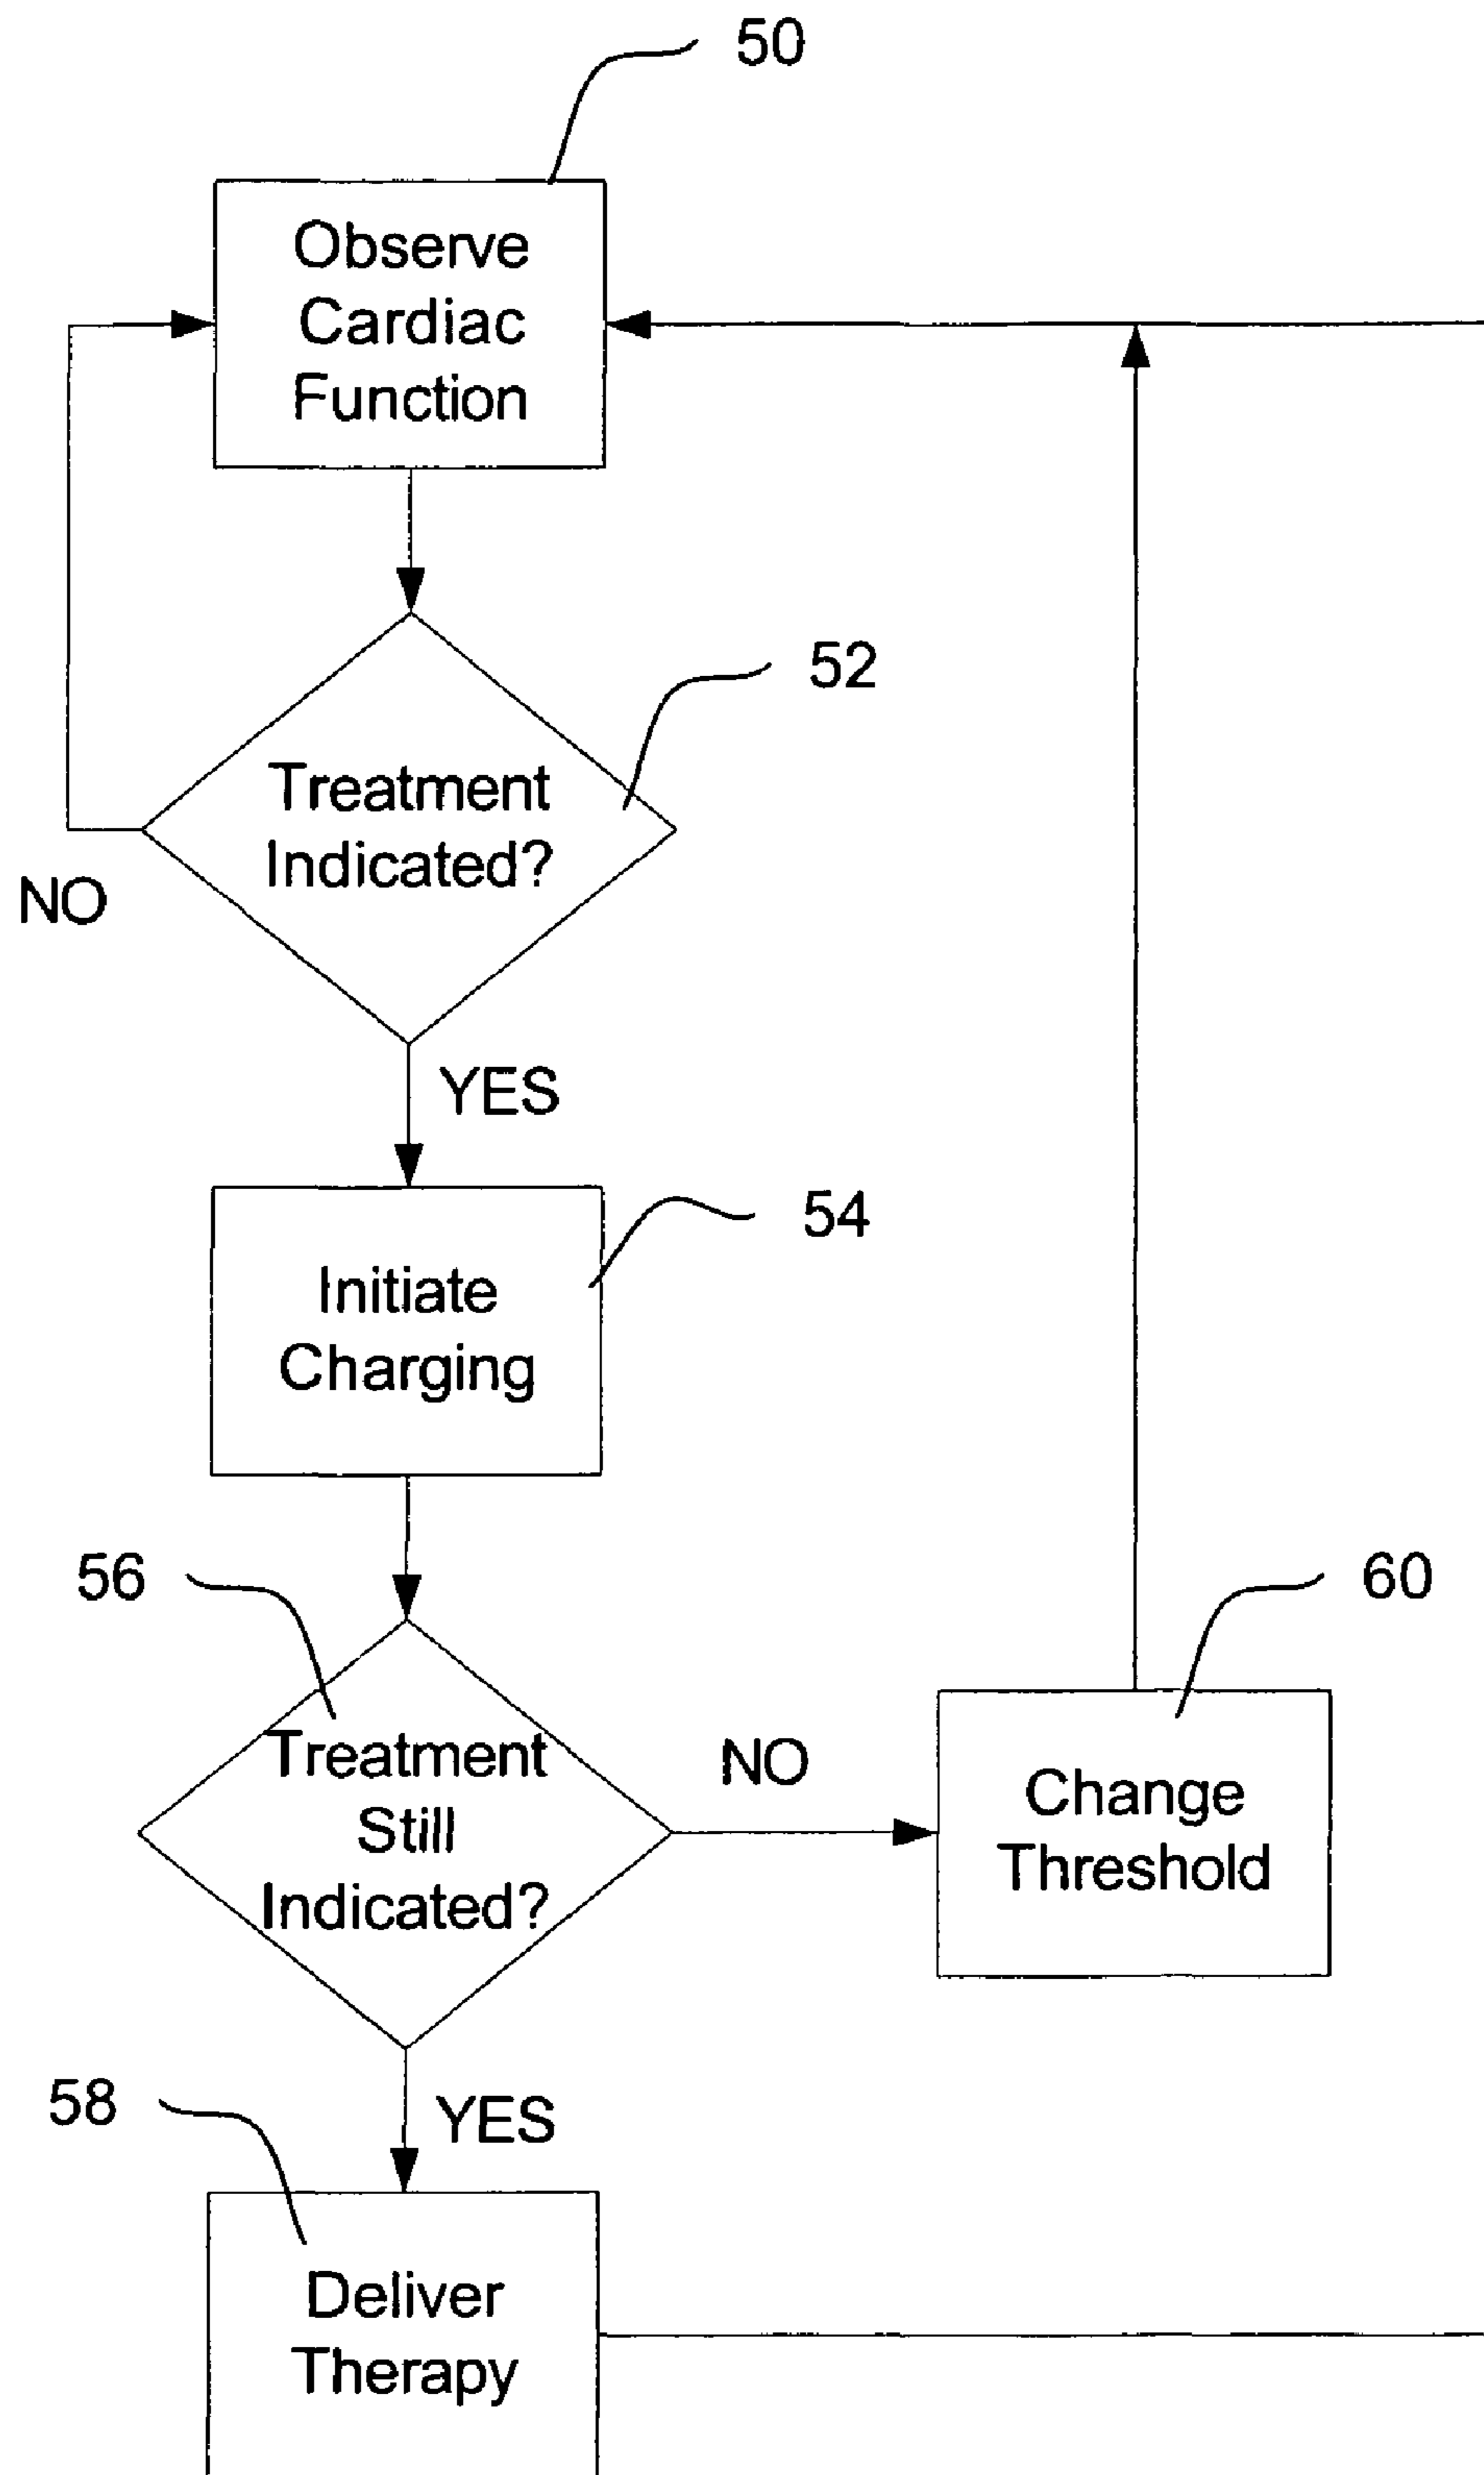 50
Observe
Cardiac
Function
52
Treatment
Indicated?
NO
YES
54
Initiate
Charging
56
60
Treatment
Still
Indicated?
NO
Change
Threshold
58
YES
Deliver
Therapy